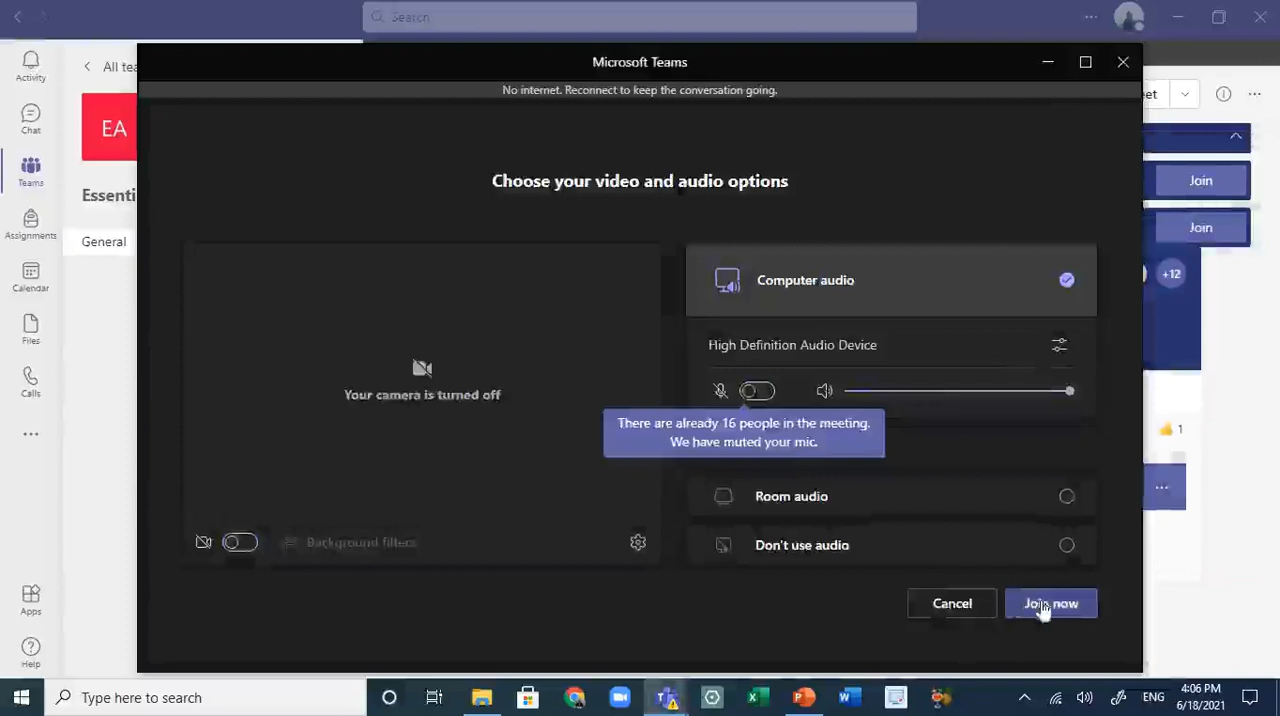 Search
Activity
Chat
Teams
Assignments
Calendar
Files
Calls
Apps
Help
All tea
EA
Essenti
General
Microsoft Teams
No internet. Reconnect to keep the conversation going.
Choose your video and audio options
Your camera is turned off
Background filters
Computer audio
High Definition Audio Device
There are already 16 people in the meeting.
We have muted your mic.
Room audio
Don't use audio
Cancel
Join now
et
Join
Join
+12
1
Type here to search
ENG
4:06 PM
6/18/2021